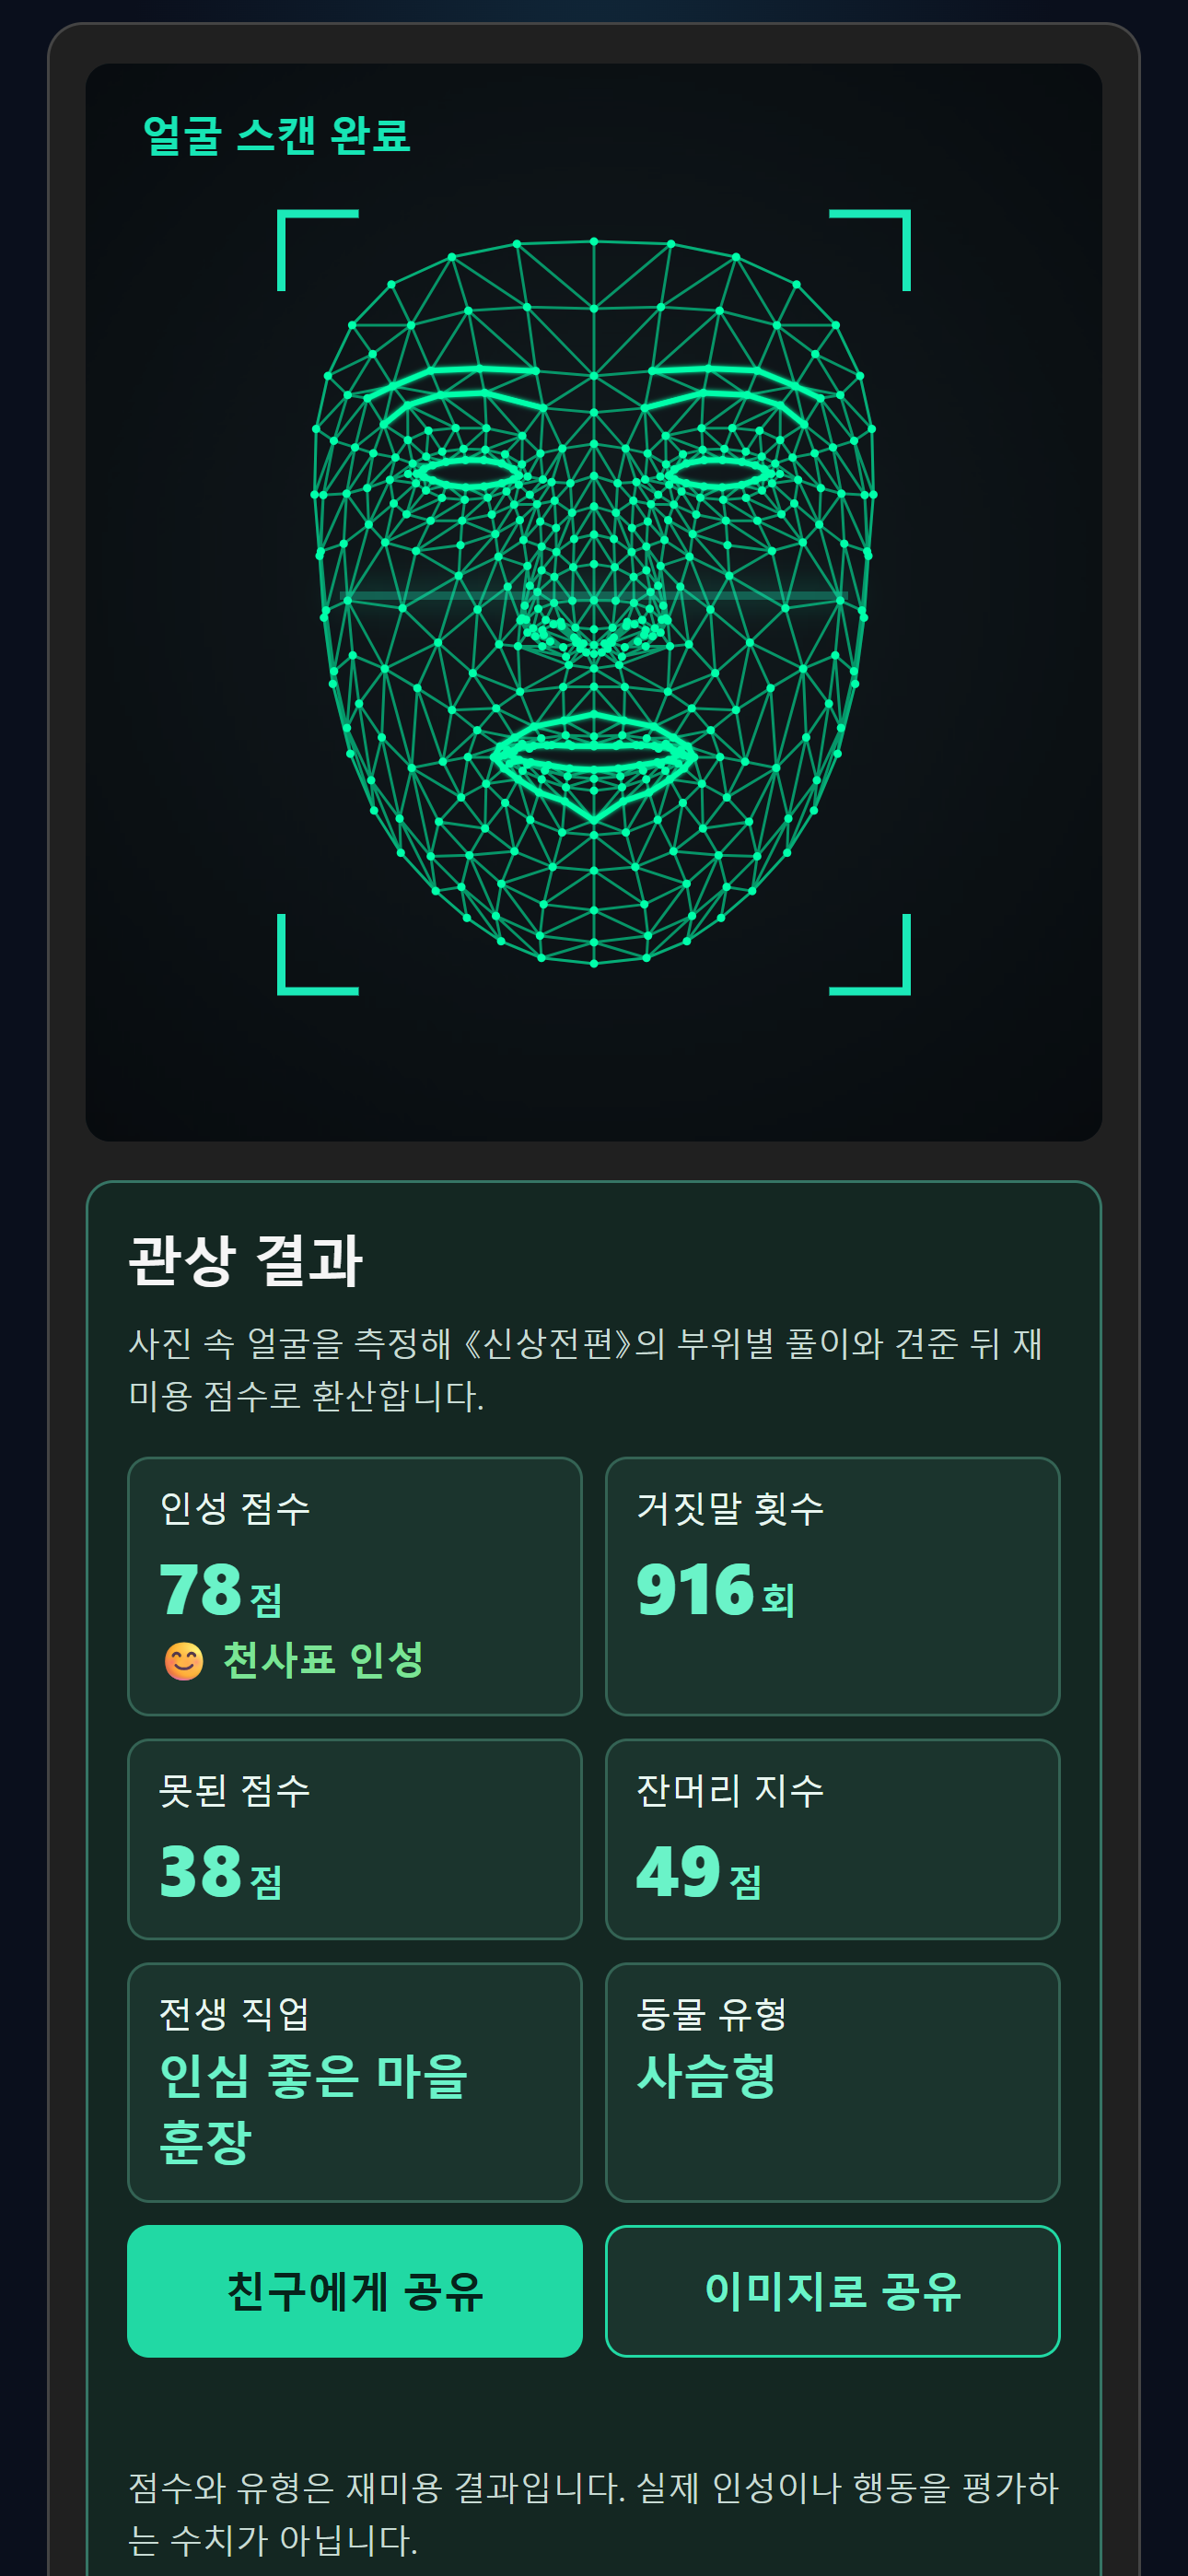 얼굴 스캔 완료
관상 결과
사진 속 얼굴을 측정해 《신상전편》의 부위별 풀이와 견준 뒤 재
미용 점수로 환산합니다.
인성 점수
78점
😊 천사표 인성
거짓말 횟수
916회
못된 점수
38점
잔머리 지수
49점
전생 직업
인심 좋은 마을
훈장
동물 유형
사슴형
친구에게 공유
이미지로 공유
점수와 유형은 재미용 결과입니다. 실제 인성이나 행동을 평가하
는 수치가 아닙니다.